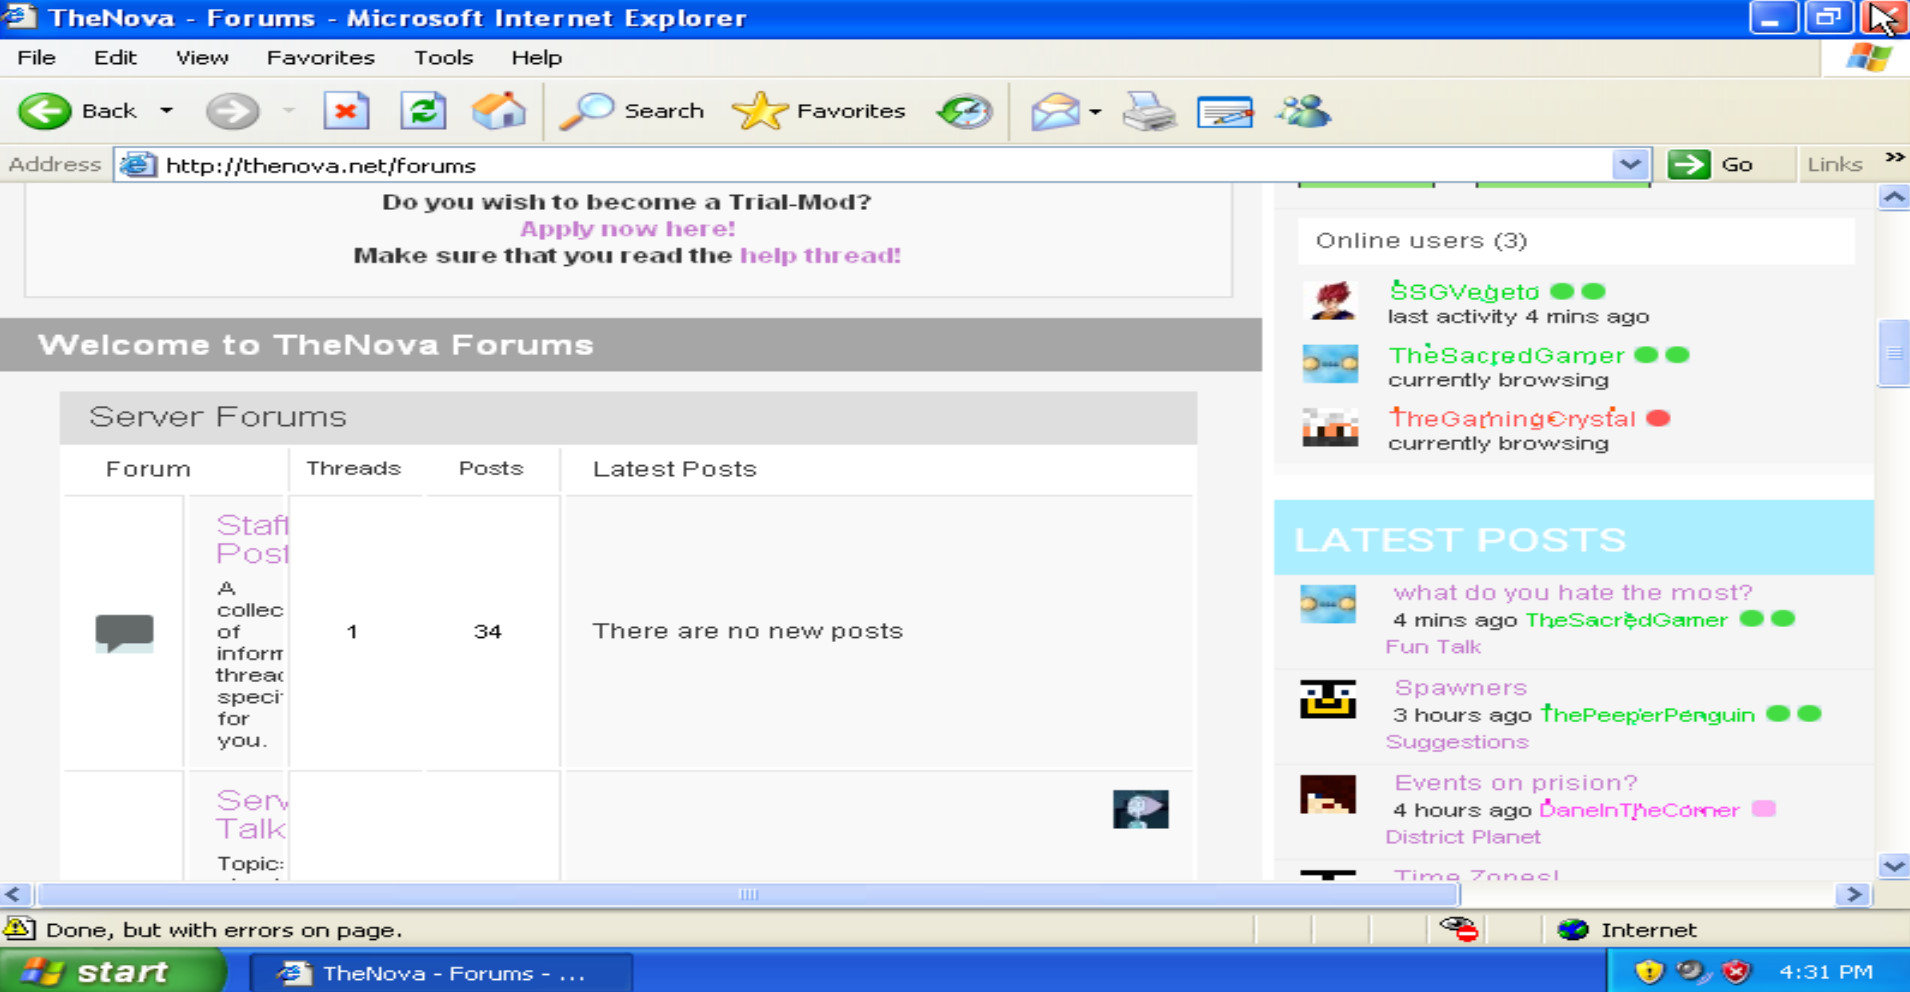 TheNova - Forums - Microsoft Internet Explorer
File Edit View Favorites Tools Help
Back Search Favorites
Address http://thenova.net/forums Go Links »
Do you wish to become a Trial-Mod?
Apply now here!
Make sure that you read the help thread!
Welcome to TheNova Forums
Server Forums
Forum Threads Posts Latest Posts
Staff
Post
A
collec
of
inform
threac
speci
for
you.
1 34 There are no new posts
Serv
Talk
Topic:
Online users (3)
SSGVegeto
last activity 4 mins ago
TheSacredGamer
currently browsing
TheGamingCrystal
currently browsing
LATEST POSTS
what do you hate the most?
4 mins ago TheSacredGamer
Fun Talk
Spawners
3 hours ago ThePeeperPenguin
Suggestions
Events on prision?
4 hours ago DaneInTheCorner
District Planet
Time Zones!
Done, but with errors on page. Internet
start TheNova - Forums - ... 4:31 PM